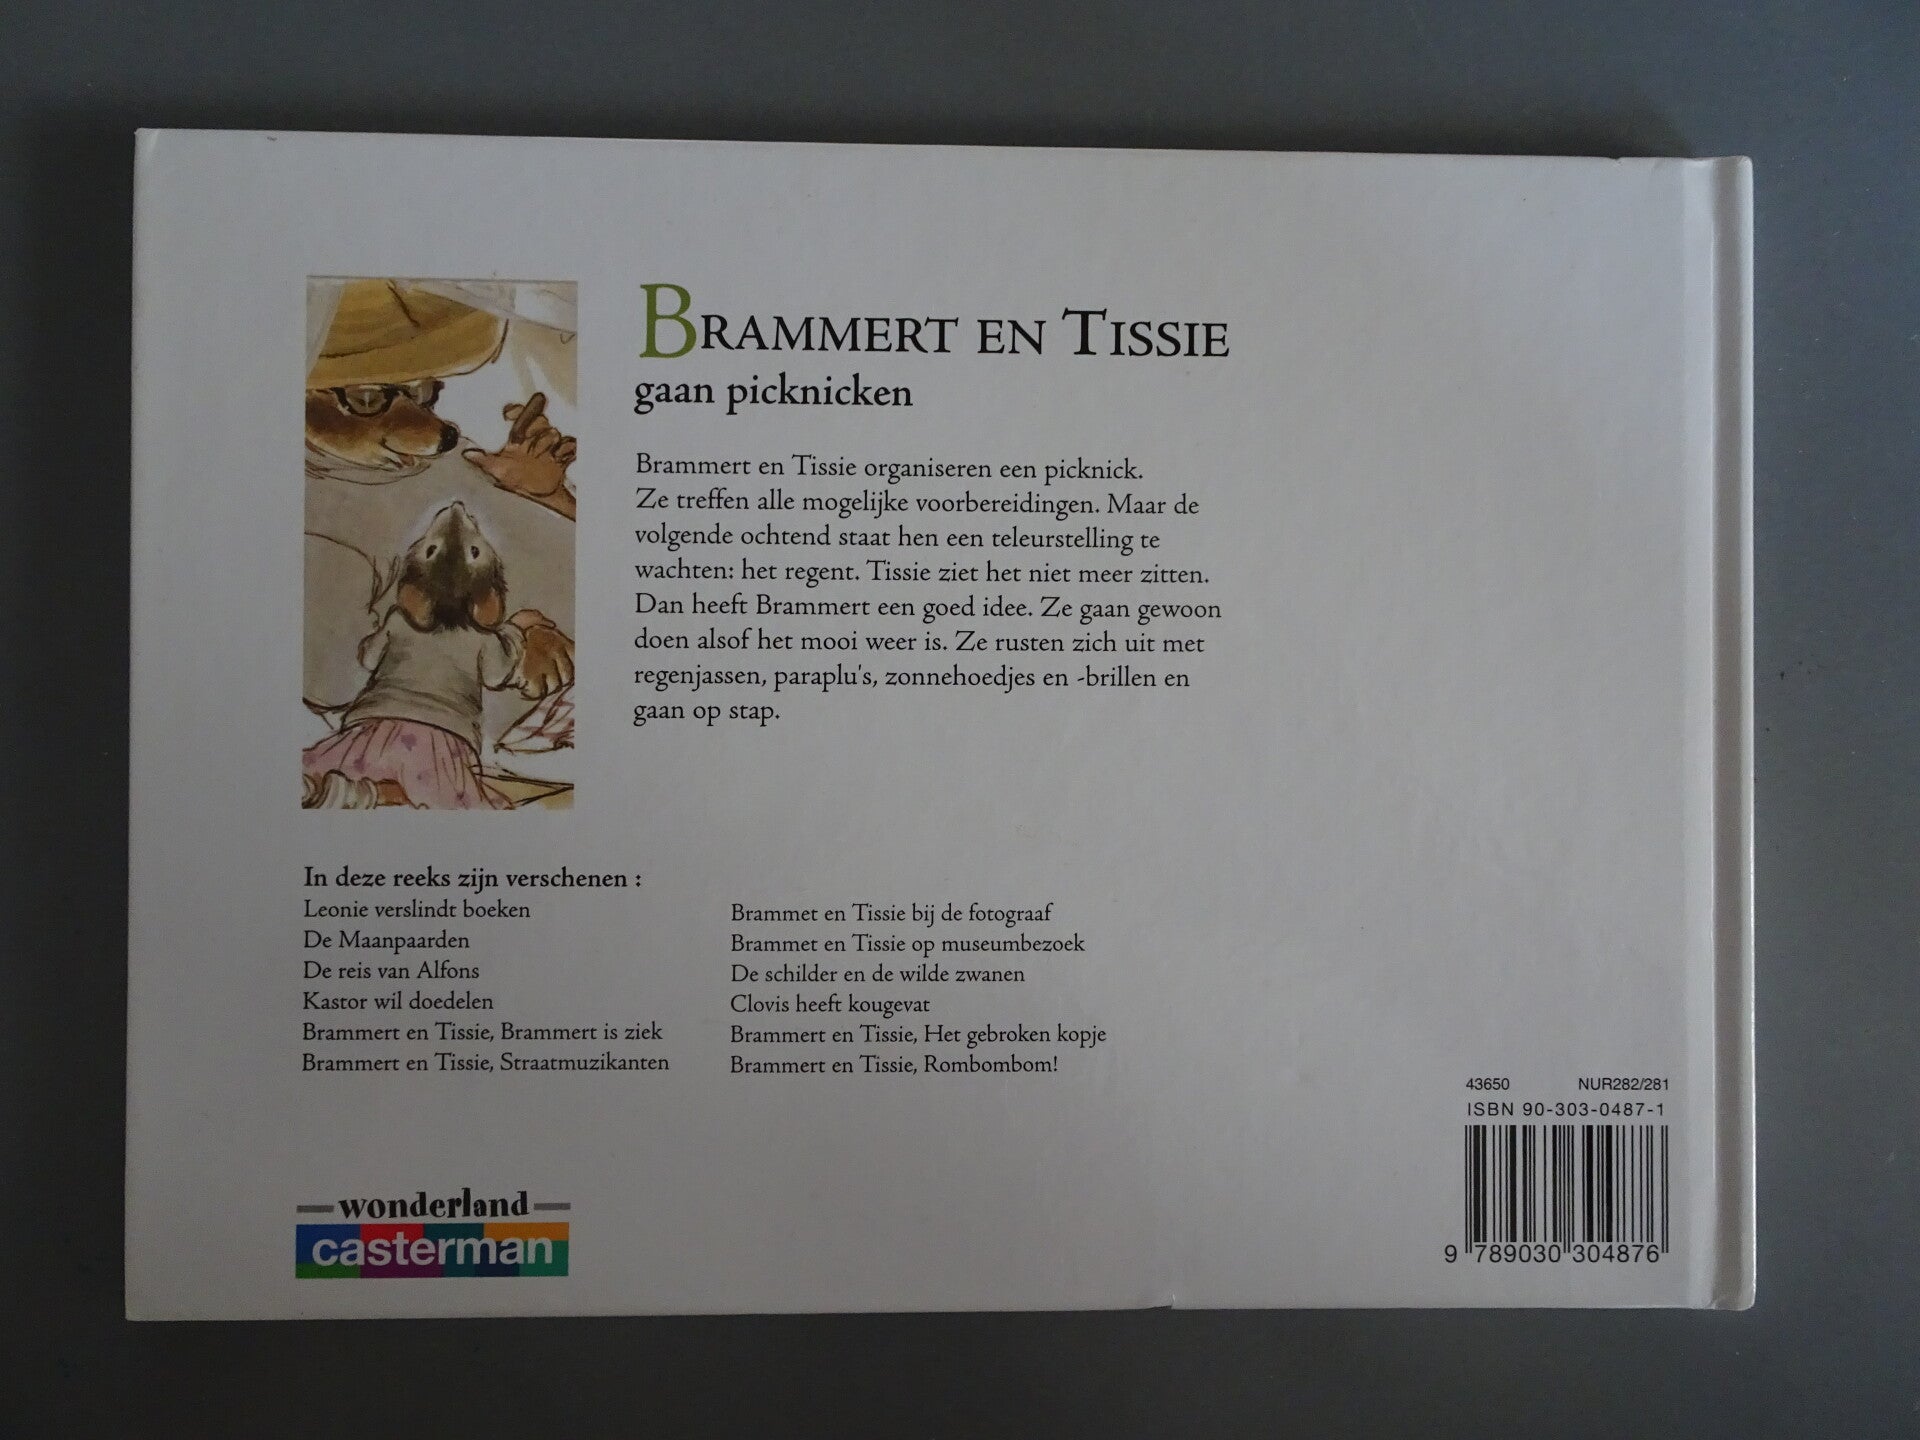 BRAMMERT EN TISSIE
gaan picknicken
Brammert en Tissie organiseren een picknick.
Ze treffen alle mogelijke voorbereidingen. Maar de
volgende ochtend staat hen een teleurstelling te
wachten: het regent. Tissie ziet het niet meer zitten.
Dan heeft Brammert een goed idee. Ze gaan gewoon
doen alsof het mooi weer is. Ze rusten zich uit met
regenjassen, paraplu's, zonnehoedjes en -brillen en
gaan op stap.
In deze reeks zijn verschenen :
Leonie verslindt boeken
De Maanpaarden
De reis van Alfons
Kastor wil doedelen
Brammert en Tissie, Brammert is ziek
Brammert en Tissie, Straatmuzikanten
Brammet en Tissie bij de fotograaf
Brammet en Tissie op museumbezoek
De schilder en de wilde zwanen
Clovis heeft kougevat
Brammert en Tissie, Het gebroken kopje
Brammert en Tissie, Rombombom!
43650 NUR282/281
ISBN 90-303-0487-1
9 789030 304876
wonderland
casterman